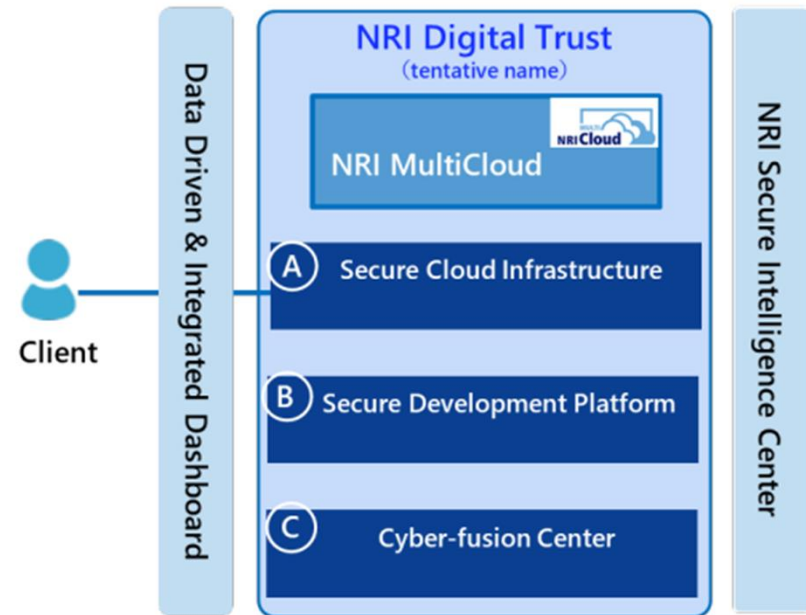 NRI Digital Trust
(tentative name)
MULTI
NRI Cloud
NRI MultiCloud
Data Driven & Integrated Dashboard
Client
A
Secure Cloud Infrastructure
B
Secure Development Platform
C
Cyber-fusion Center
NRI Secure Intelligence Center